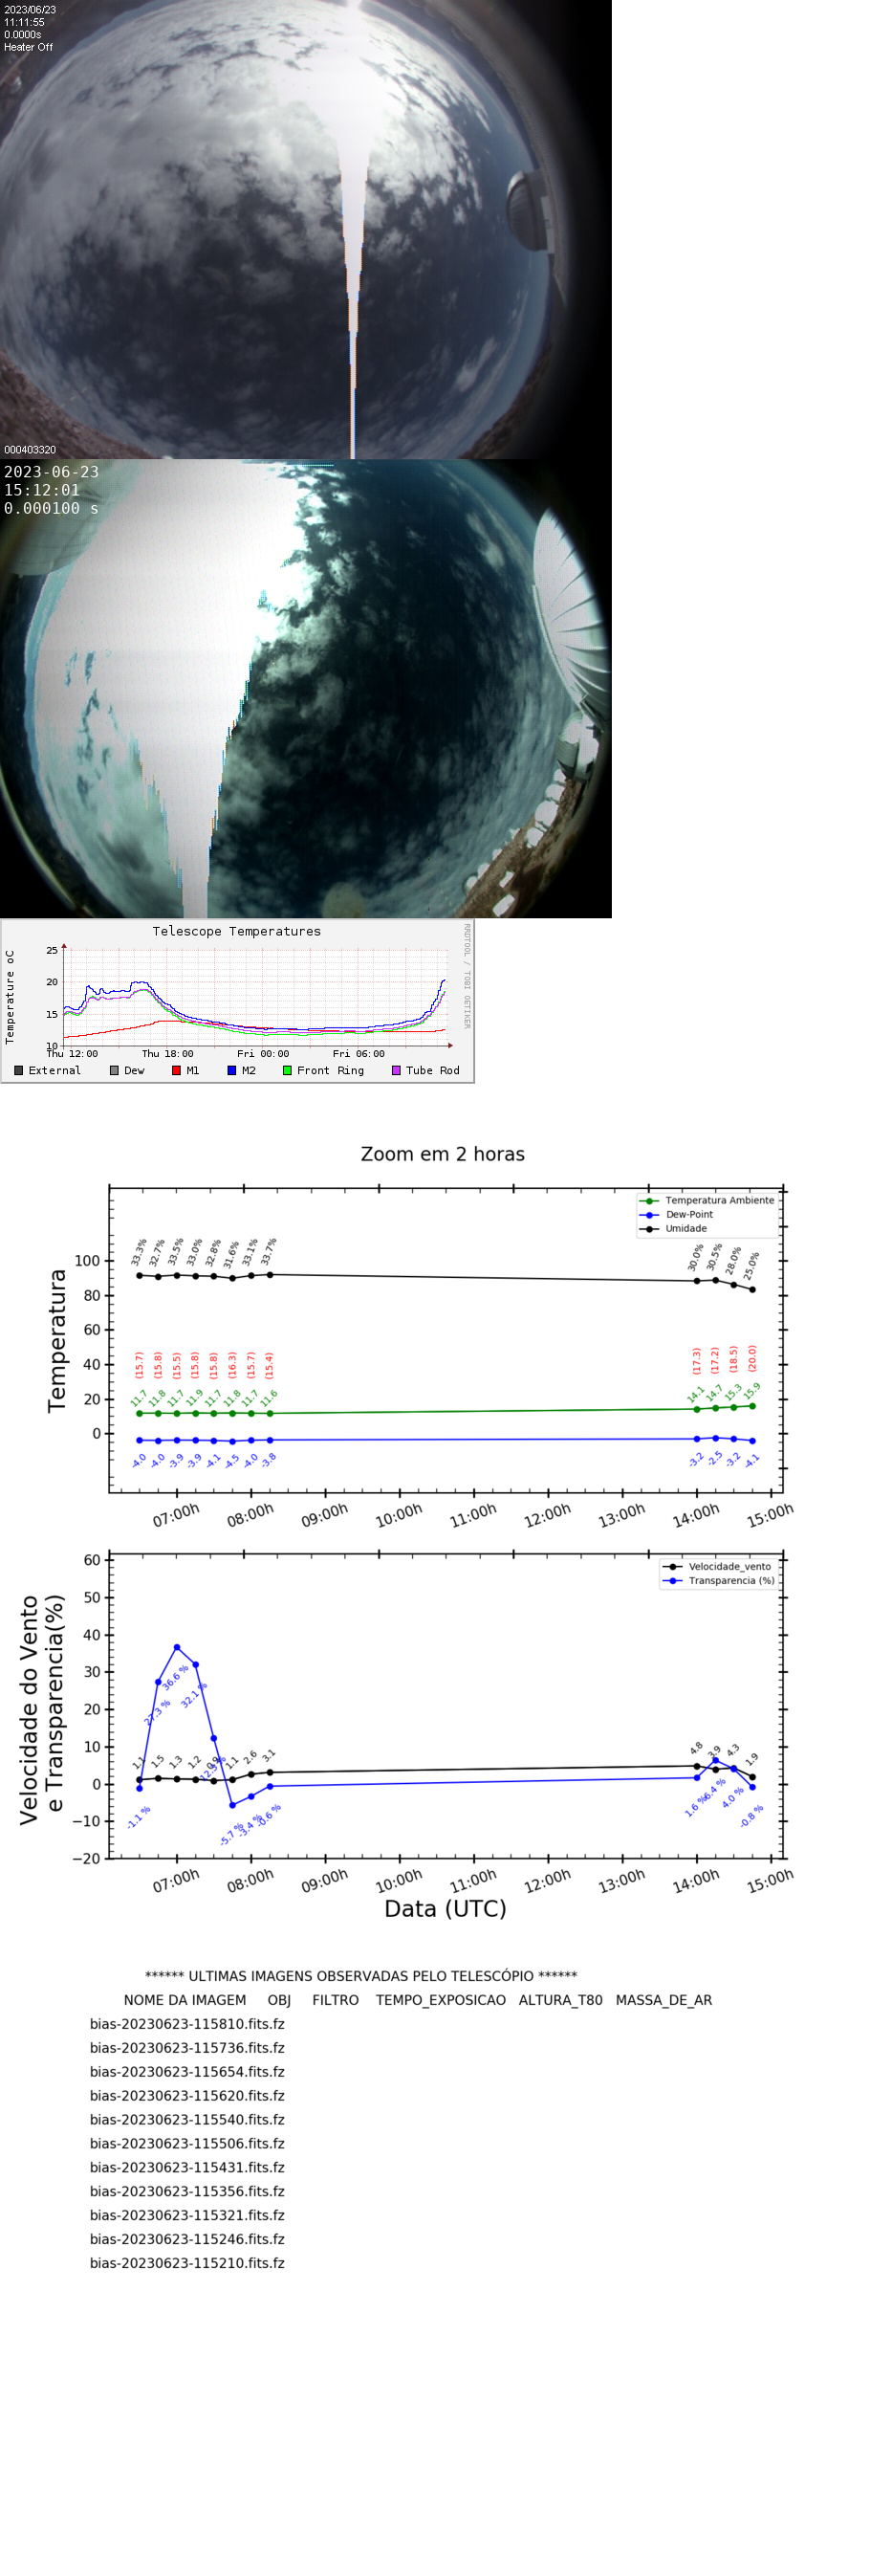 2023/06/23
11:11:55
0.0000s
Heater Off
000403320
2023-06-23
15:12:01
0.000100 s
Telescope Temperatures
RRDTOOL / TOBI OETIKER
Temperature oC
25
20
15
10
Thu 12:00 Thu 18:00 Fri 00:00 Fri 06:00
External Dew M1 M2 Front Ring Tube Rod
Zoom em 2 horas
Temperatura Ambiente
Dew-Point
Umidade
Temperatura
100
80
60
40
20
0
33.3% 32.7% 33.5% 33.0% 32.8% 31.6% 33.1% 33.7% 30.0% 30.5% 28.0% 25.0%
(15.7) (15.8) (15.5) (15.8) (15.8) (16.3) (15.7) (15.4) (17.3) (17.2) (18.5) (20.0)
11.7 11.8 11.7 11.9 11.7 11.8 11.7 11.6 14.1 14.7 15.3 15.9
-4.0 -4.0 -3.9 -3.9 -4.1 -4.5 -4.0 -3.8 -3.2 -2.5 -3.2 -4.1
07:00h 08:00h 09:00h 10:00h 11:00h 12:00h 13:00h 14:00h 15:00h
Velocidade_vento
Transparencia (%)
Velocidade do Vento
e Transparencia(%)
60
50
40
30
20
10
0
−10
−20
1.1 1.5 1.3 1.2 0.9 1.1 2.6 3.1 4.8 3.9 4.3 1.9
-1.1 % 27.3 % 36.6 % 32.1 % -5.7 % -3.4 % -0.6 % 1.6 % 6.4 % 4.0 % -0.8 %
07:00h 08:00h 09:00h 10:00h 11:00h 12:00h 13:00h 14:00h 15:00h
Data (UTC)
****** ULTIMAS IMAGENS OBSERVADAS PELO TELESCÓPIO ******
NOME DA IMAGEM OBJ FILTRO TEMPO_EXPOSICAO ALTURA_T80 MASSA_DE_AR
bias-20230623-115810.fits.fz
bias-20230623-115736.fits.fz
bias-20230623-115654.fits.fz
bias-20230623-115620.fits.fz
bias-20230623-115540.fits.fz
bias-20230623-115506.fits.fz
bias-20230623-115431.fits.fz
bias-20230623-115356.fits.fz
bias-20230623-115321.fits.fz
bias-20230623-115246.fits.fz
bias-20230623-115210.fits.fz